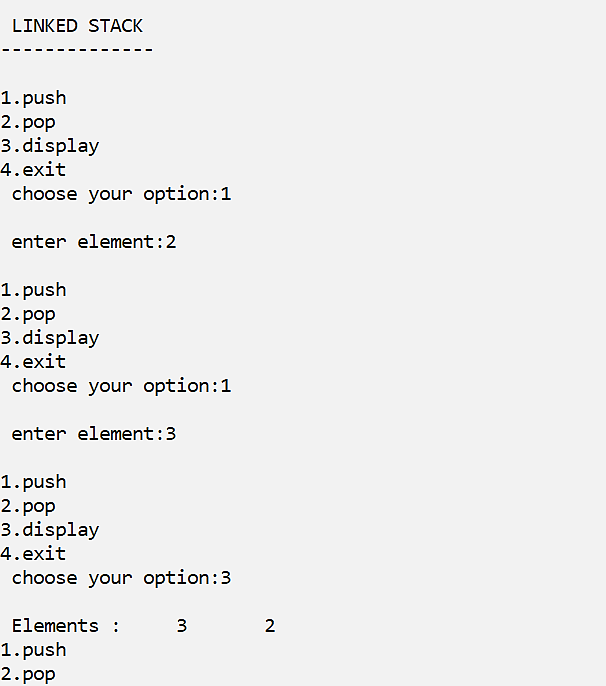 LINKED STACK
--------------
1.push
2.pop
3.display
4.exit
choose your option:1
enter element:2
1.push
2.pop
3.display
4.exit
choose your option:1
enter element:3
1.push
2.pop
3.display
4.exit
choose your option:3
Elements : 3 2
1.push
2.pop